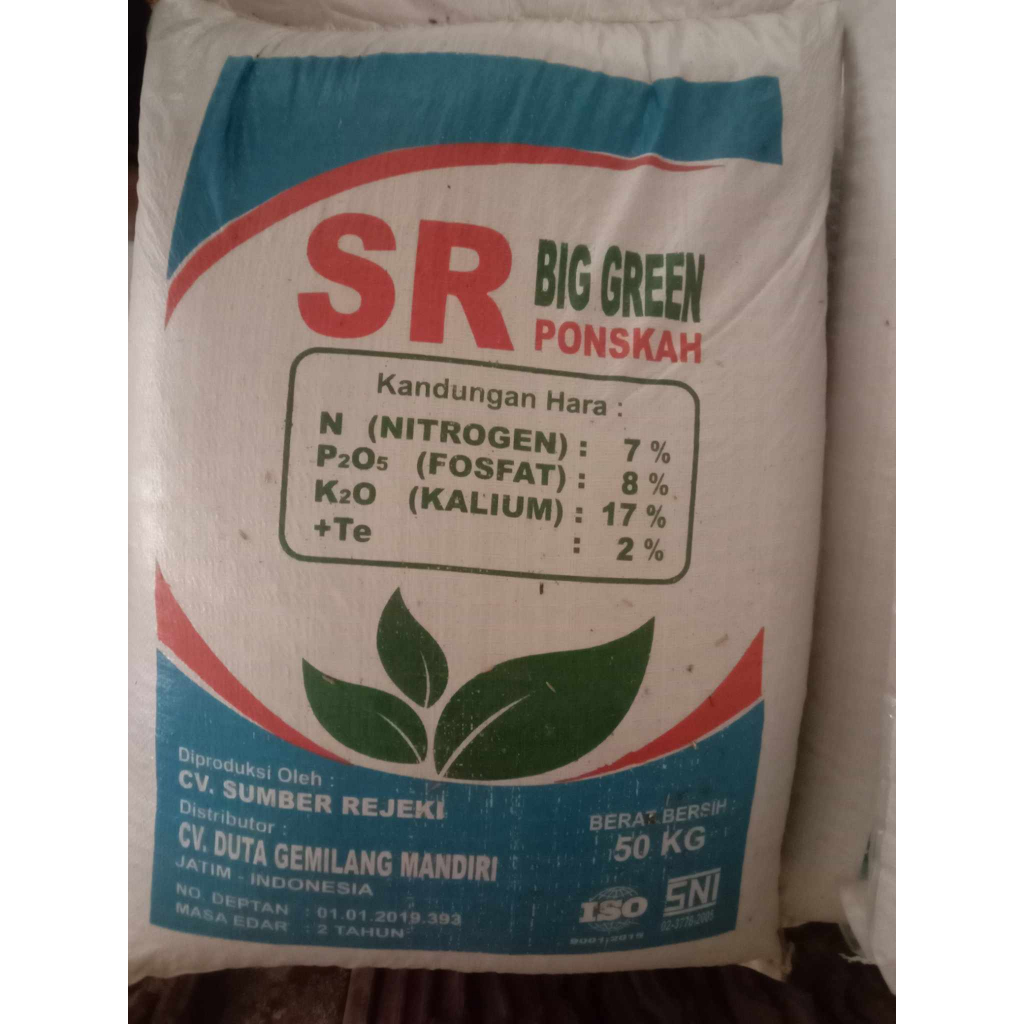 SR BIG GREEN
PONSKAH
Kandungan Hara :
N (NITROGEN) : 7 %
P₂O₅ (FOSFAT) : 8 %
K₂O (KALIUM) : 17 %
+Te : 2 %
Diproduksi Oleh :
CV. SUMBER REJEKI
Distributor :
CV. DUTA GEMILANG MANDIRI
JATIM - INDONESIA
NO. DEPTAN : 01.01.2019.393
MASA EDAR : 2 TAHUN
BERAT BERSIH :
50 KG
ISO
SNI